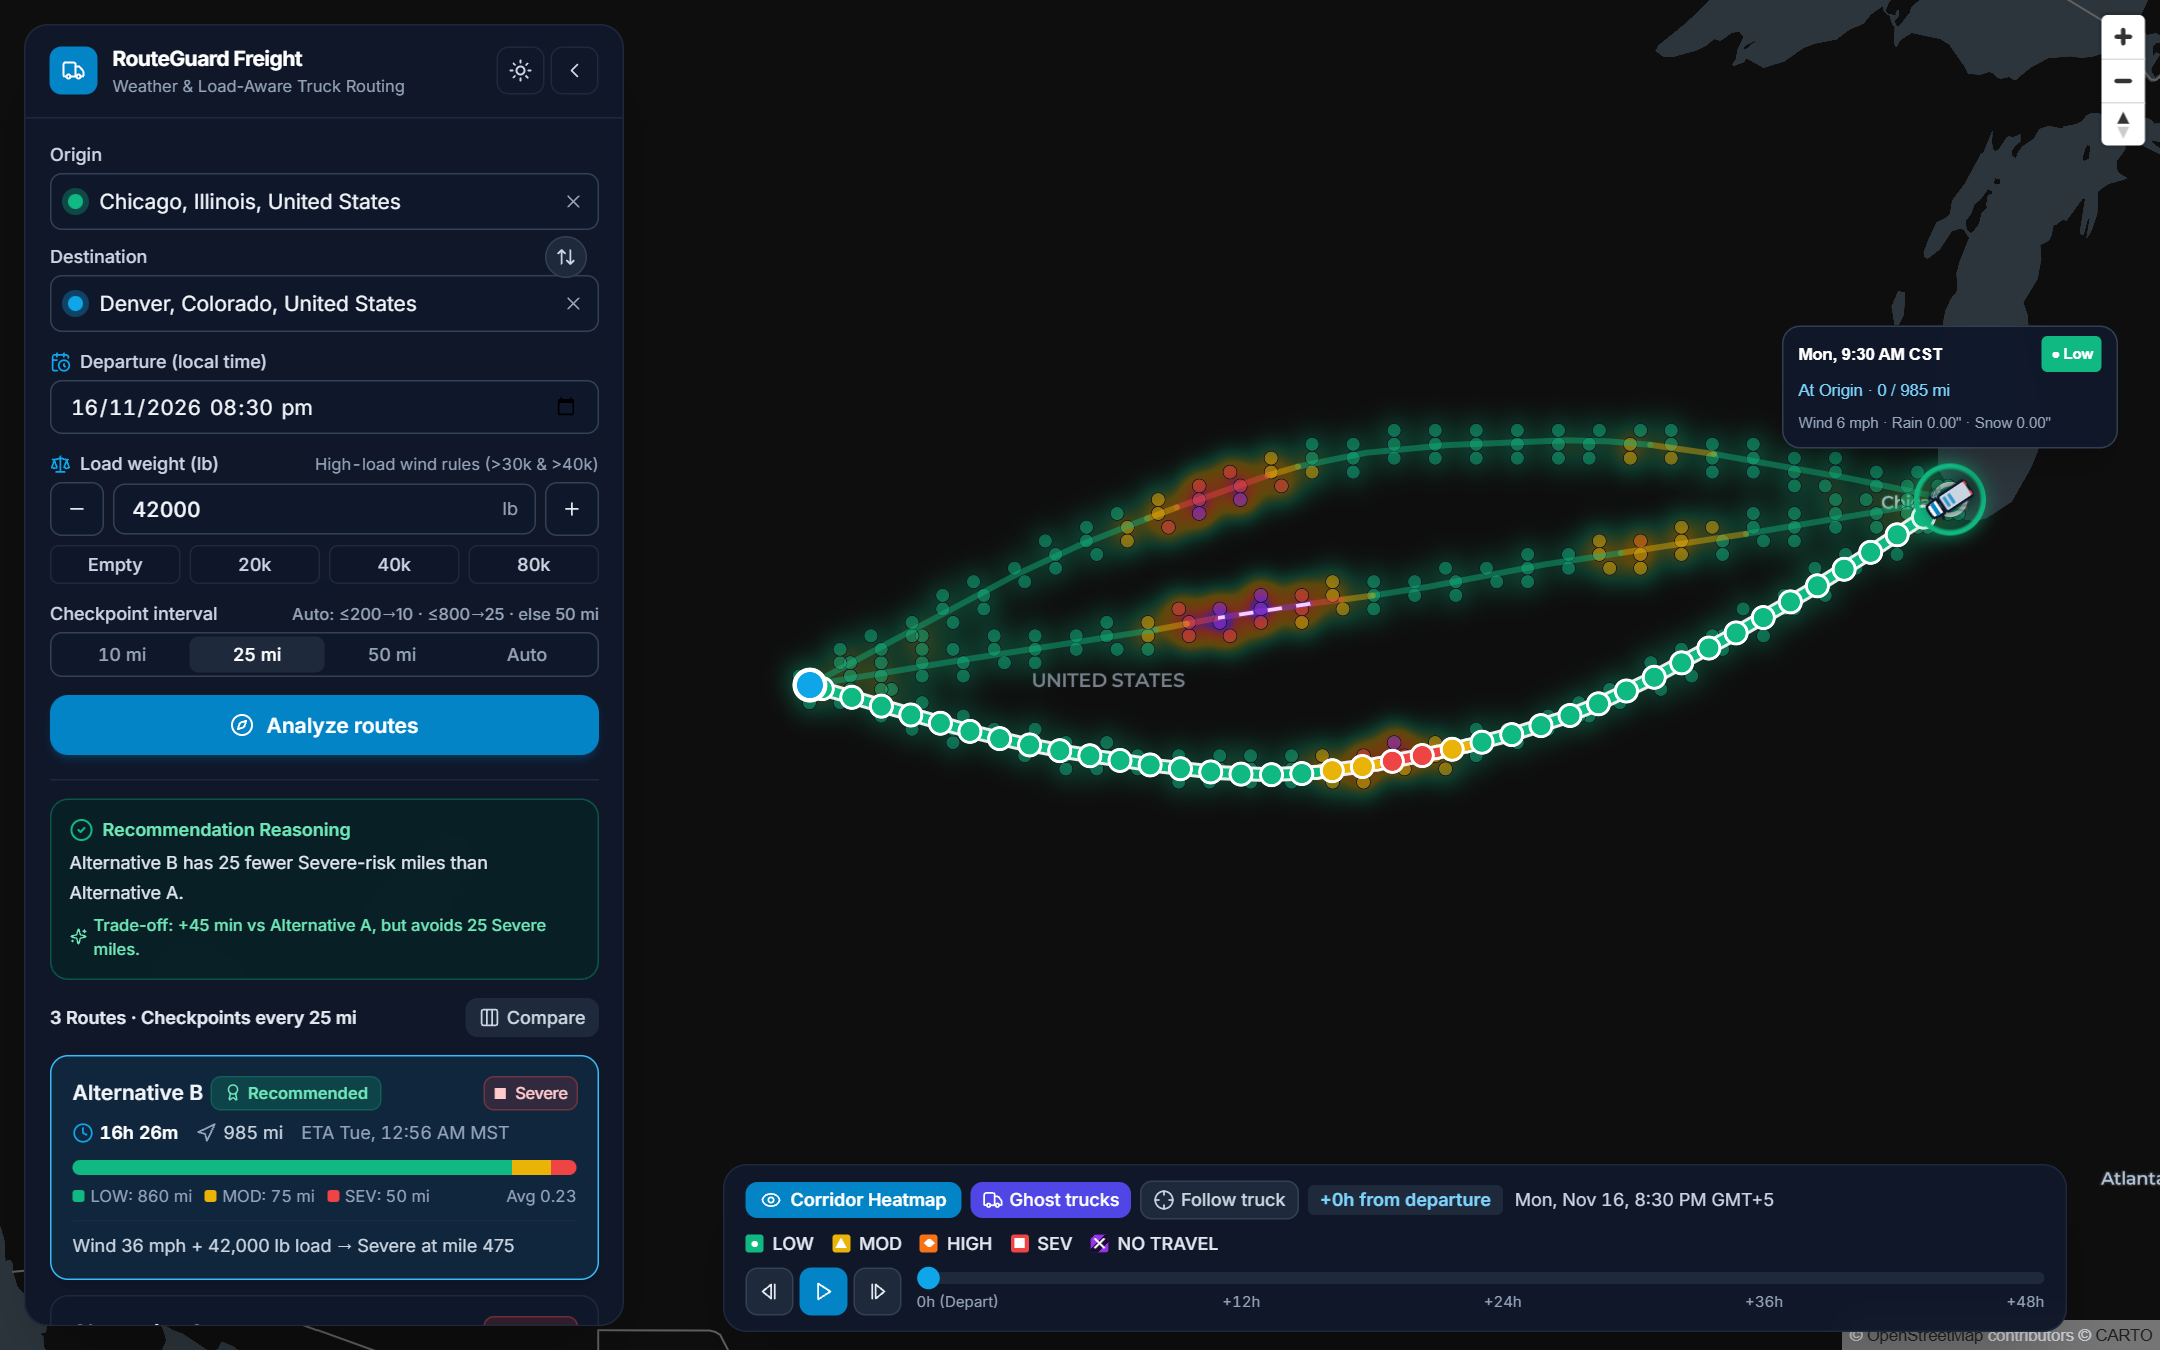 RouteGuard Freight
Weather & Load-Aware Truck Routing
Origin
Chicago, Illinois, United States
Destination
Denver, Colorado, United States
Departure (local time)
16/11/2026 08:30 pm
Load weight (lb)
High-load wind rules (>30k & >40k)
42000
lb
Empty
20k
40k
80k
Checkpoint interval
Auto: ≤200→10 · ≤800→25 · else 50 mi
10 mi
25 mi
50 mi
Auto
Analyze routes
Recommendation Reasoning
Alternative B has 25 fewer Severe-risk miles than
Alternative A.
Trade-off: +45 min vs Alternative A, but avoids 25 Severe
miles.
3 Routes · Checkpoints every 25 mi
Compare
Alternative B
Recommended
Severe
16h 26m
985 mi
ETA Tue, 12:56 AM MST
LOW: 860 mi
MOD: 75 mi
SEV: 50 mi
Avg 0.23
Wind 36 mph + 42,000 lb load → Severe at mile 475
Mon, 9:30 AM CST
Low
At Origin · 0 / 985 mi
Wind 6 mph · Rain 0.00" · Snow 0.00"
UNITED STATES
Corridor Heatmap
Ghost trucks
Follow truck
+0h from departure
Mon, Nov 16, 8:30 PM GMT+5
LOW
MOD
HIGH
SEV
NO TRAVEL
0h (Depart)
+12h
+24h
+36h
+48h
Atlanta
© OpenStreetMap contributors © CARTO